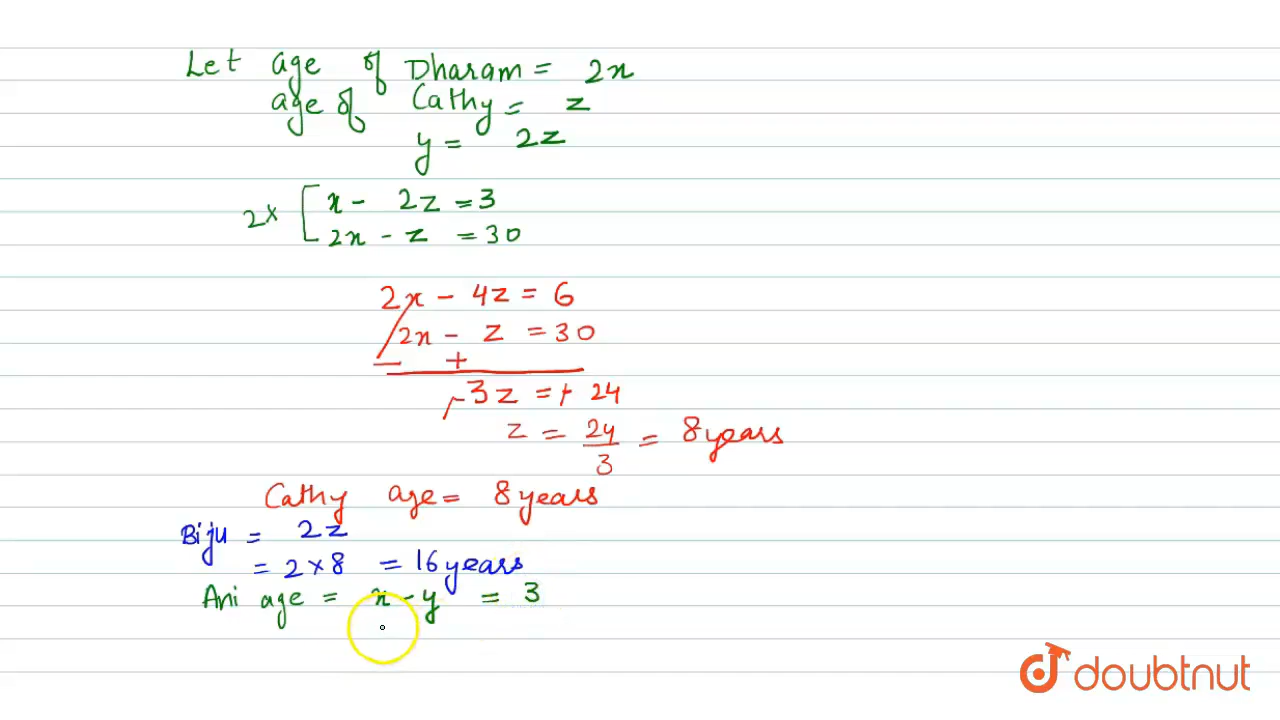 Let age of Dharam = 2x
age of Cathy = z
y = 2z
2× [ x - 2z = 3
2x - z = 30
2x - 4z = 6
2x - z = 30
- +
-3z = + 24
z = 24/3 = 8 years
Cathy age = 8 years
Biju = 2z
= 2 × 8 = 16 years
Ani age = x - y = 3
doubtnut